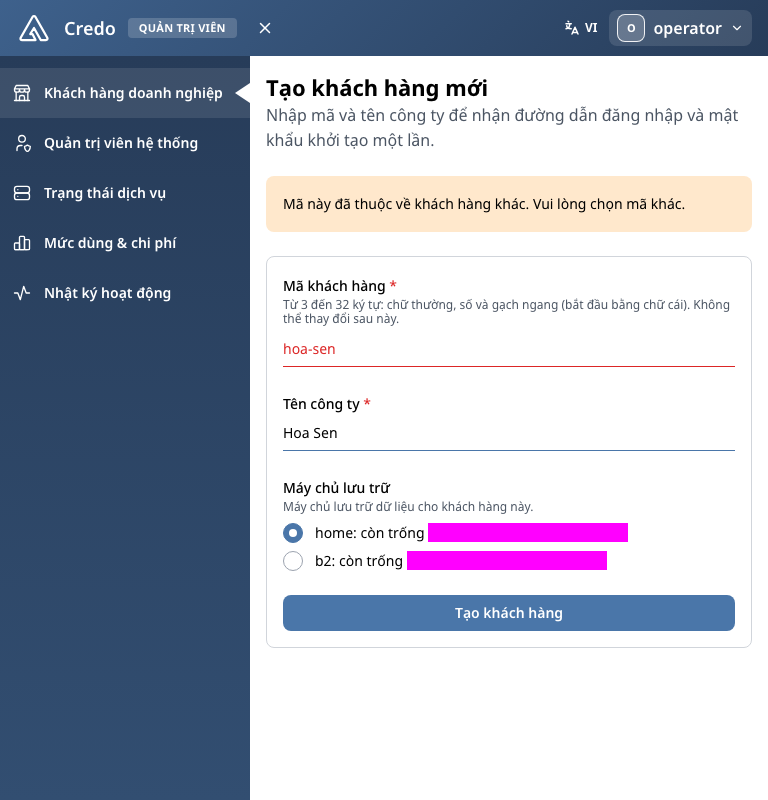 Credo
QUẢN TRỊ VIÊN
VI
O
operator
Khách hàng doanh nghiệp
Quản trị viên hệ thống
Trạng thái dịch vụ
Mức dùng & chi phí
Nhật ký hoạt động
Tạo khách hàng mới
Nhập mã và tên công ty để nhận đường dẫn đăng nhập và mật
khẩu khởi tạo một lần.
Mã này đã thuộc về khách hàng khác. Vui lòng chọn mã khác.
Mã khách hàng *
Từ 3 đến 32 ký tự: chữ thường, số và gạch ngang (bắt đầu bằng chữ cái). Không
thể thay đổi sau này.
hoa-sen
Tên công ty *
Hoa Sen
Máy chủ lưu trữ
Máy chủ lưu trữ dữ liệu cho khách hàng này.
home: còn trống
b2: còn trống
Tạo khách hàng